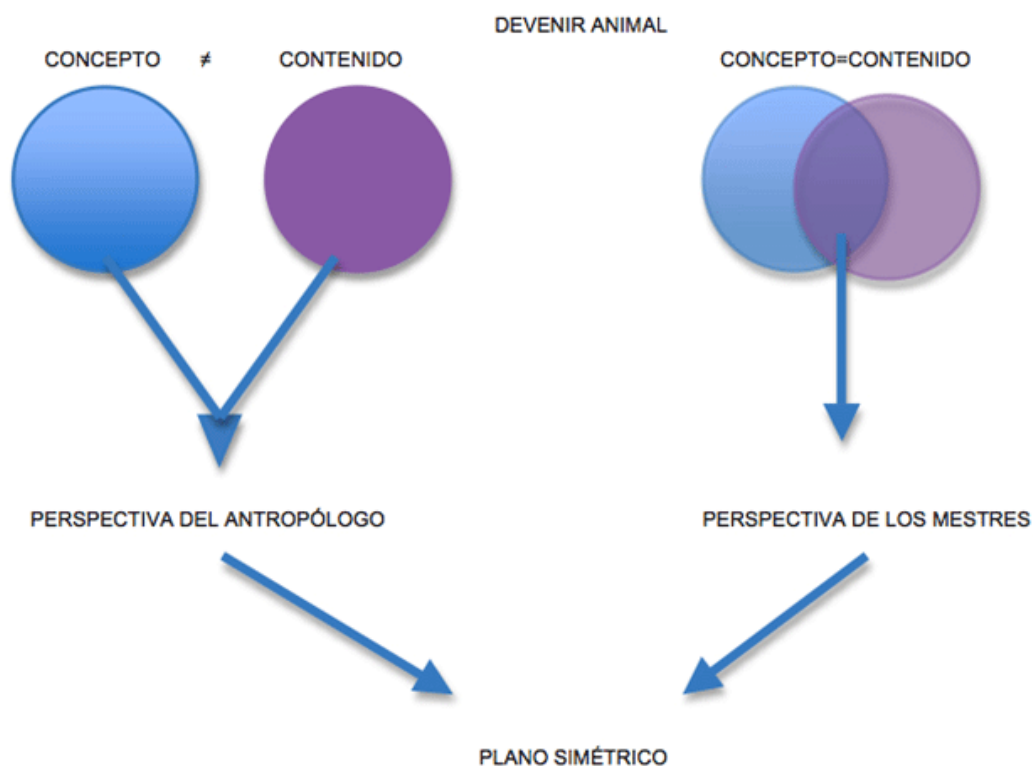 DEVENIR ANIMAL
CONCEPTO ≠ CONTENIDO
CONCEPTO=CONTENIDO
PERSPECTIVA DEL ANTROPÓLOGO
PERSPECTIVA DE LOS MESTRES
PLANO SIMÉTRICO